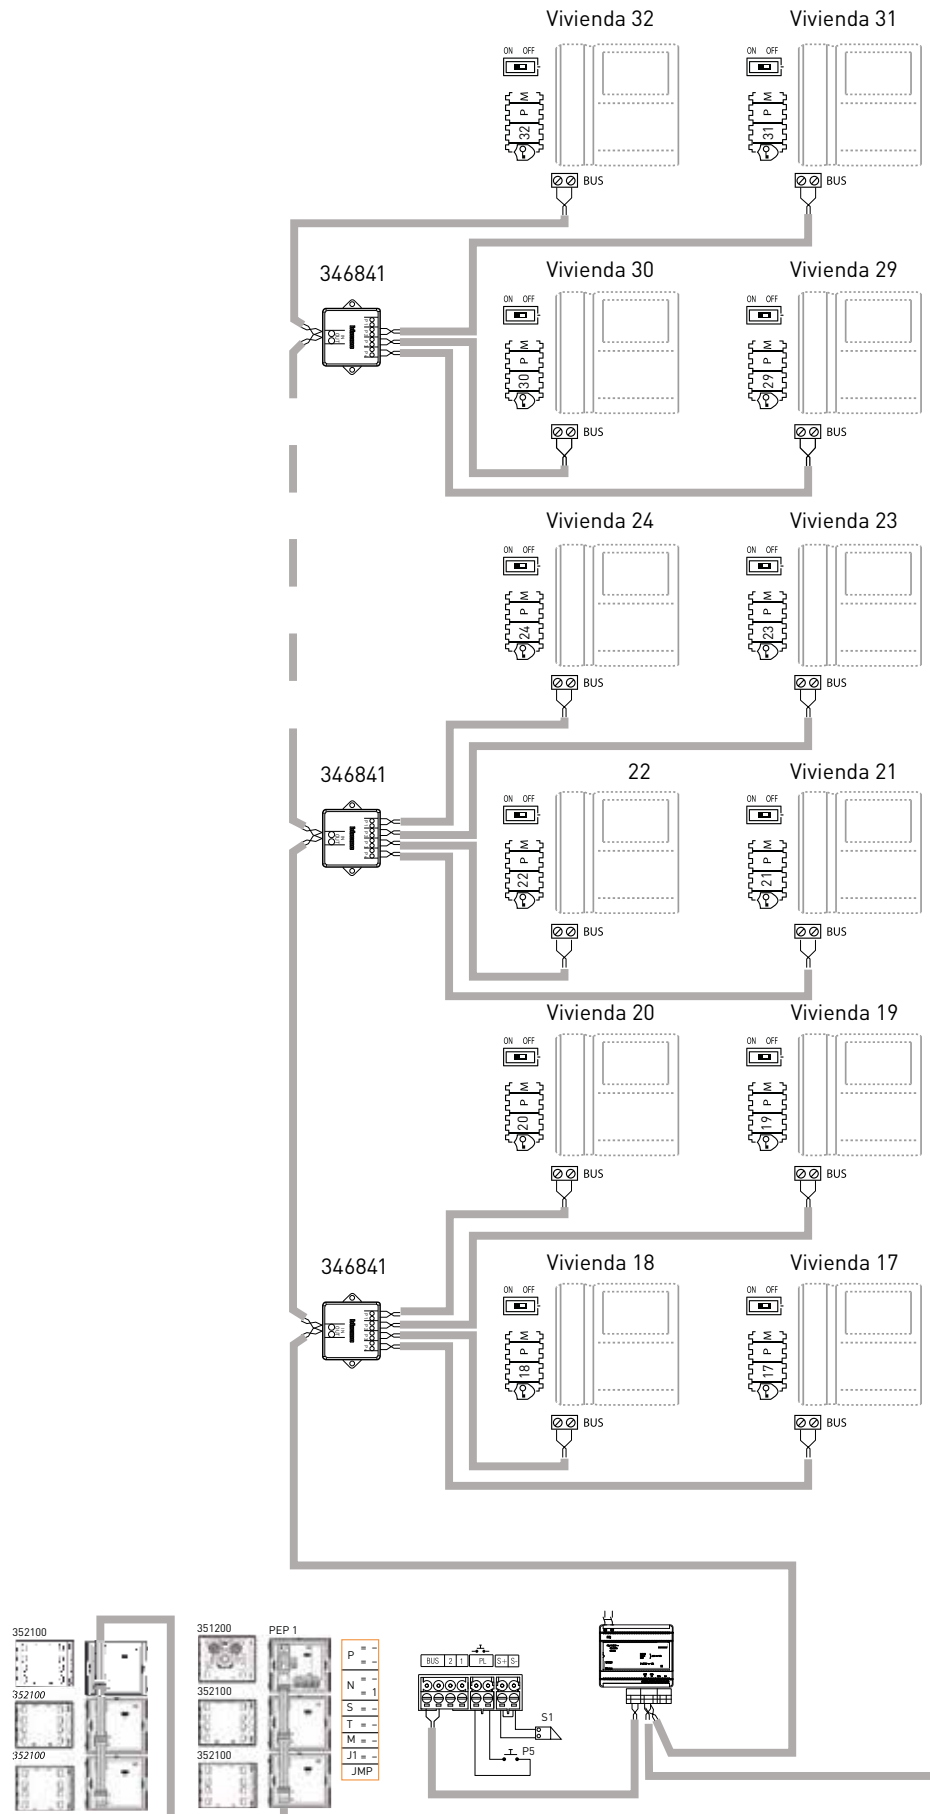 Vivienda 32
Vivienda 31
ON OFF
ON OFF
32 P M
31 P M
BUS
BUS
346841
Vivienda 30
Vivienda 29
ON OFF
ON OFF
30 P M
29 P M
BUS
BUS
Vivienda 24
Vivienda 23
ON OFF
ON OFF
24 P M
23 P M
BUS
BUS
346841
22
Vivienda 21
ON OFF
ON OFF
22 P M
21 P M
BUS
BUS
Vivienda 20
Vivienda 19
ON OFF
ON OFF
20 P M
19 P M
BUS
BUS
346841
Vivienda 18
Vivienda 17
ON OFF
ON OFF
18 P M
17 P M
BUS
BUS
352100
352100
352100
351200
PEP 1
352100
352100
P = -
= -
N = -
= 1
S = -
T = -
M = -
J1 = -
JMP
BUS 2 1 PL S+ S-
S1
P5